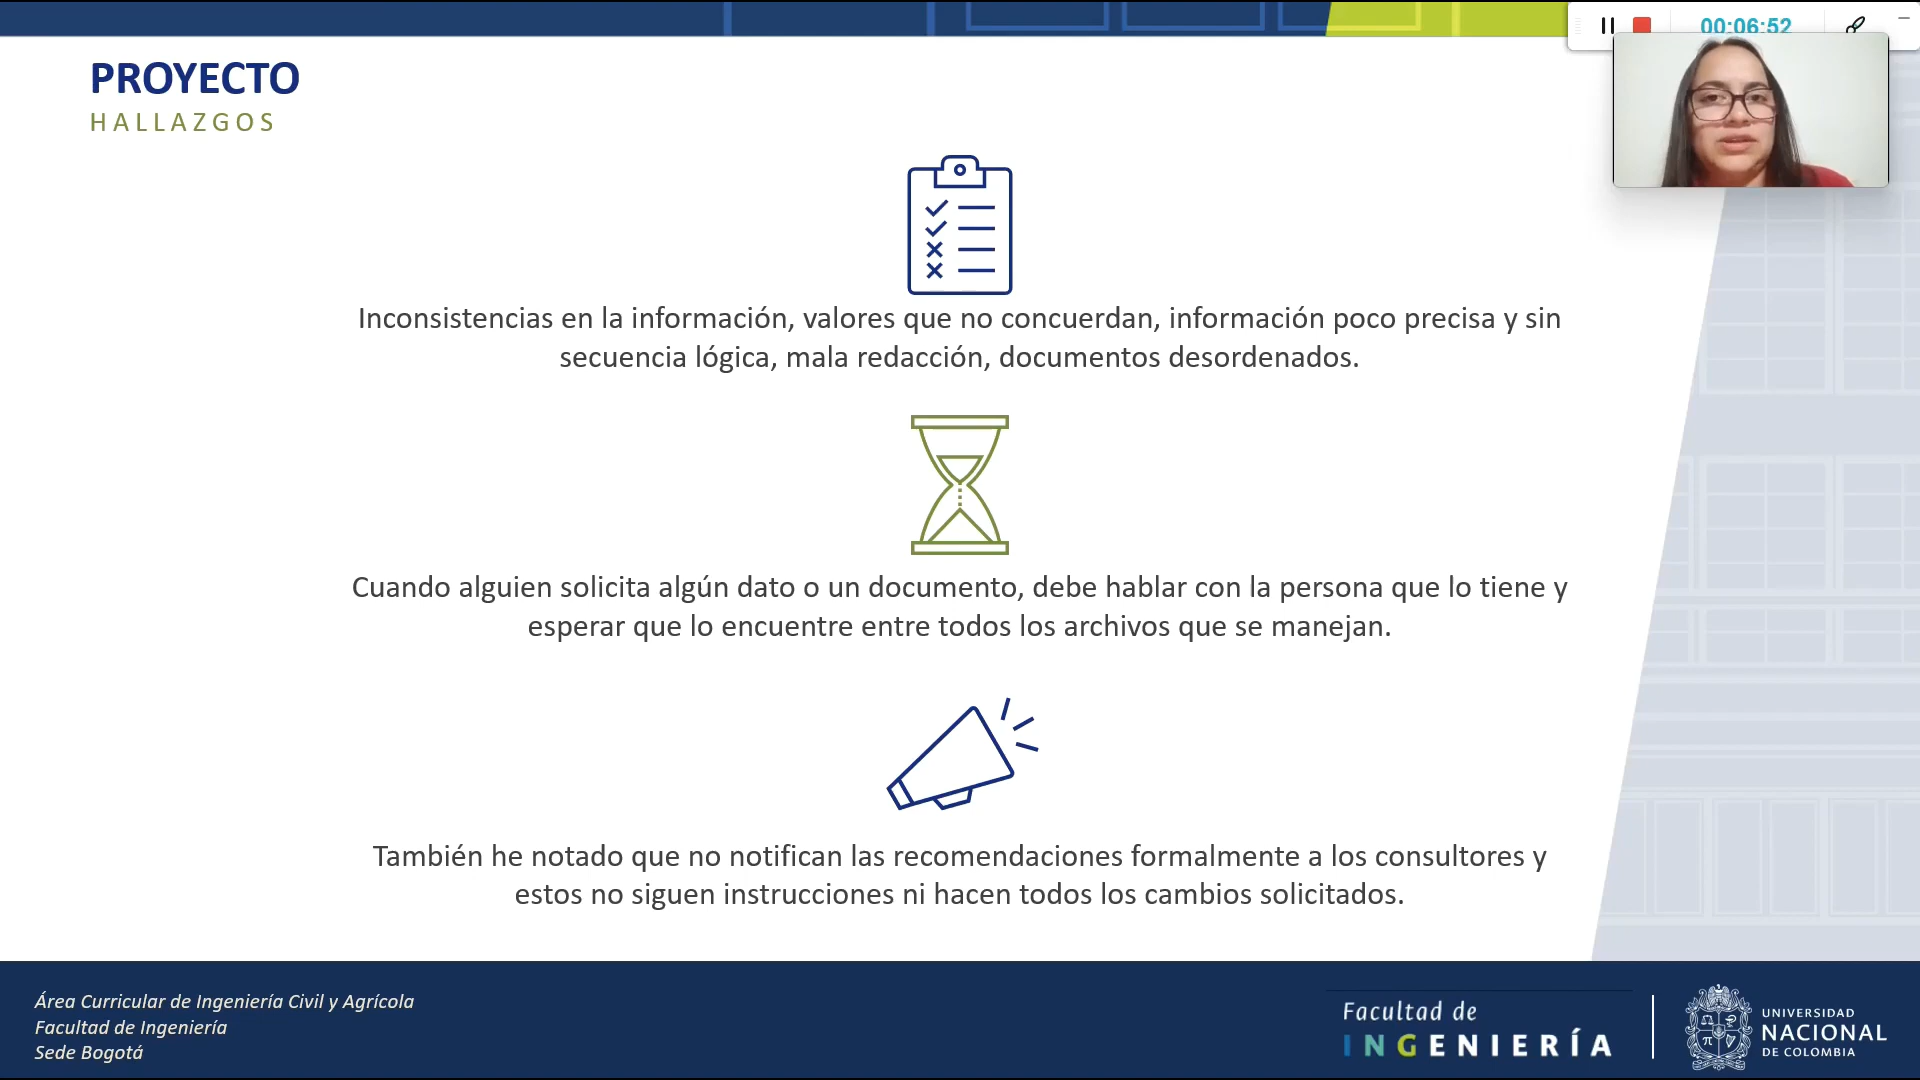 00:06:52
PROYECTO
HALLAZGOS
Inconsistencias en la información, valores que no concuerdan, información poco precisa y sin
secuencia lógica, mala redacción, documentos desordenados.
Cuando alguien solicita algún dato o un documento, debe hablar con la persona que lo tiene y
esperar que lo encuentre entre todos los archivos que se manejan.
También he notado que no notifican las recomendaciones formalmente a los consultores y
estos no siguen instrucciones ni hacen todos los cambios solicitados.
Área Curricular de Ingeniería Civil y Agrícola
Facultad de Ingeniería
Sede Bogotá
Facultad de
INGENIERÍA
UNIVERSIDAD
NACIONAL
DE COLOMBIA